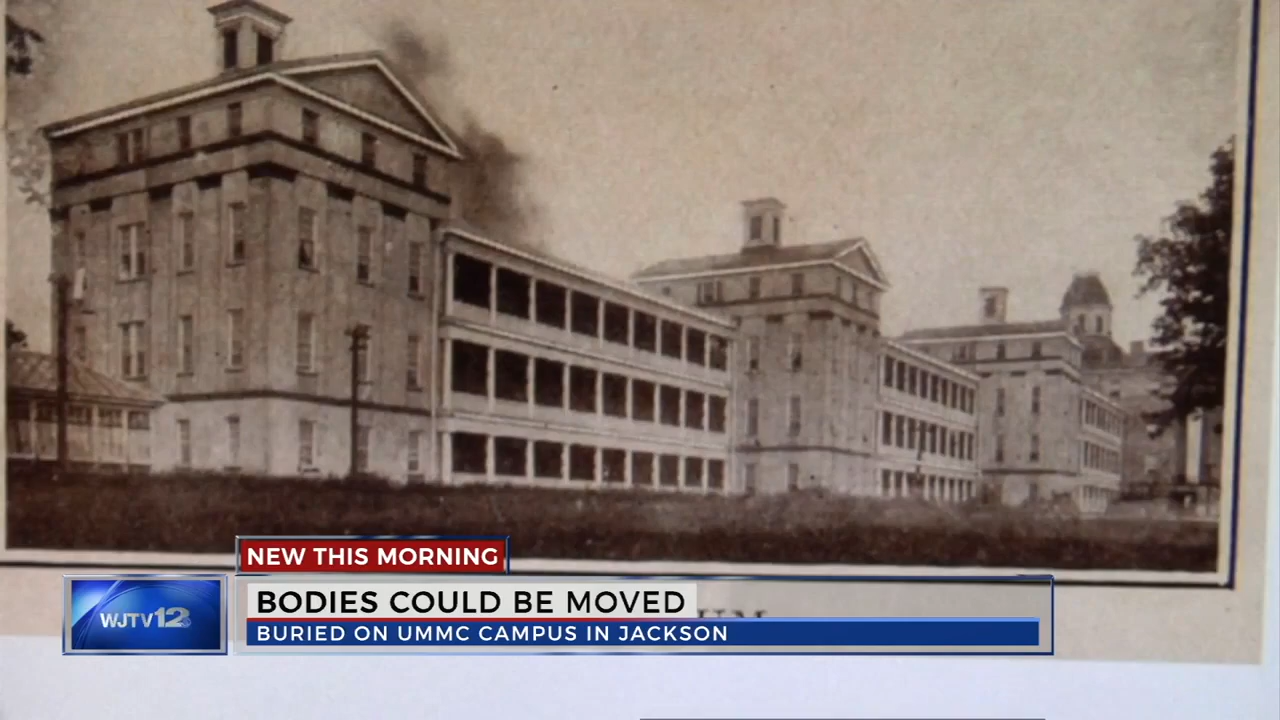 NEW THIS MORNING
BODIES COULD BE MOVED
WJTV12
BURIED ON UMMC CAMPUS IN JACKSON